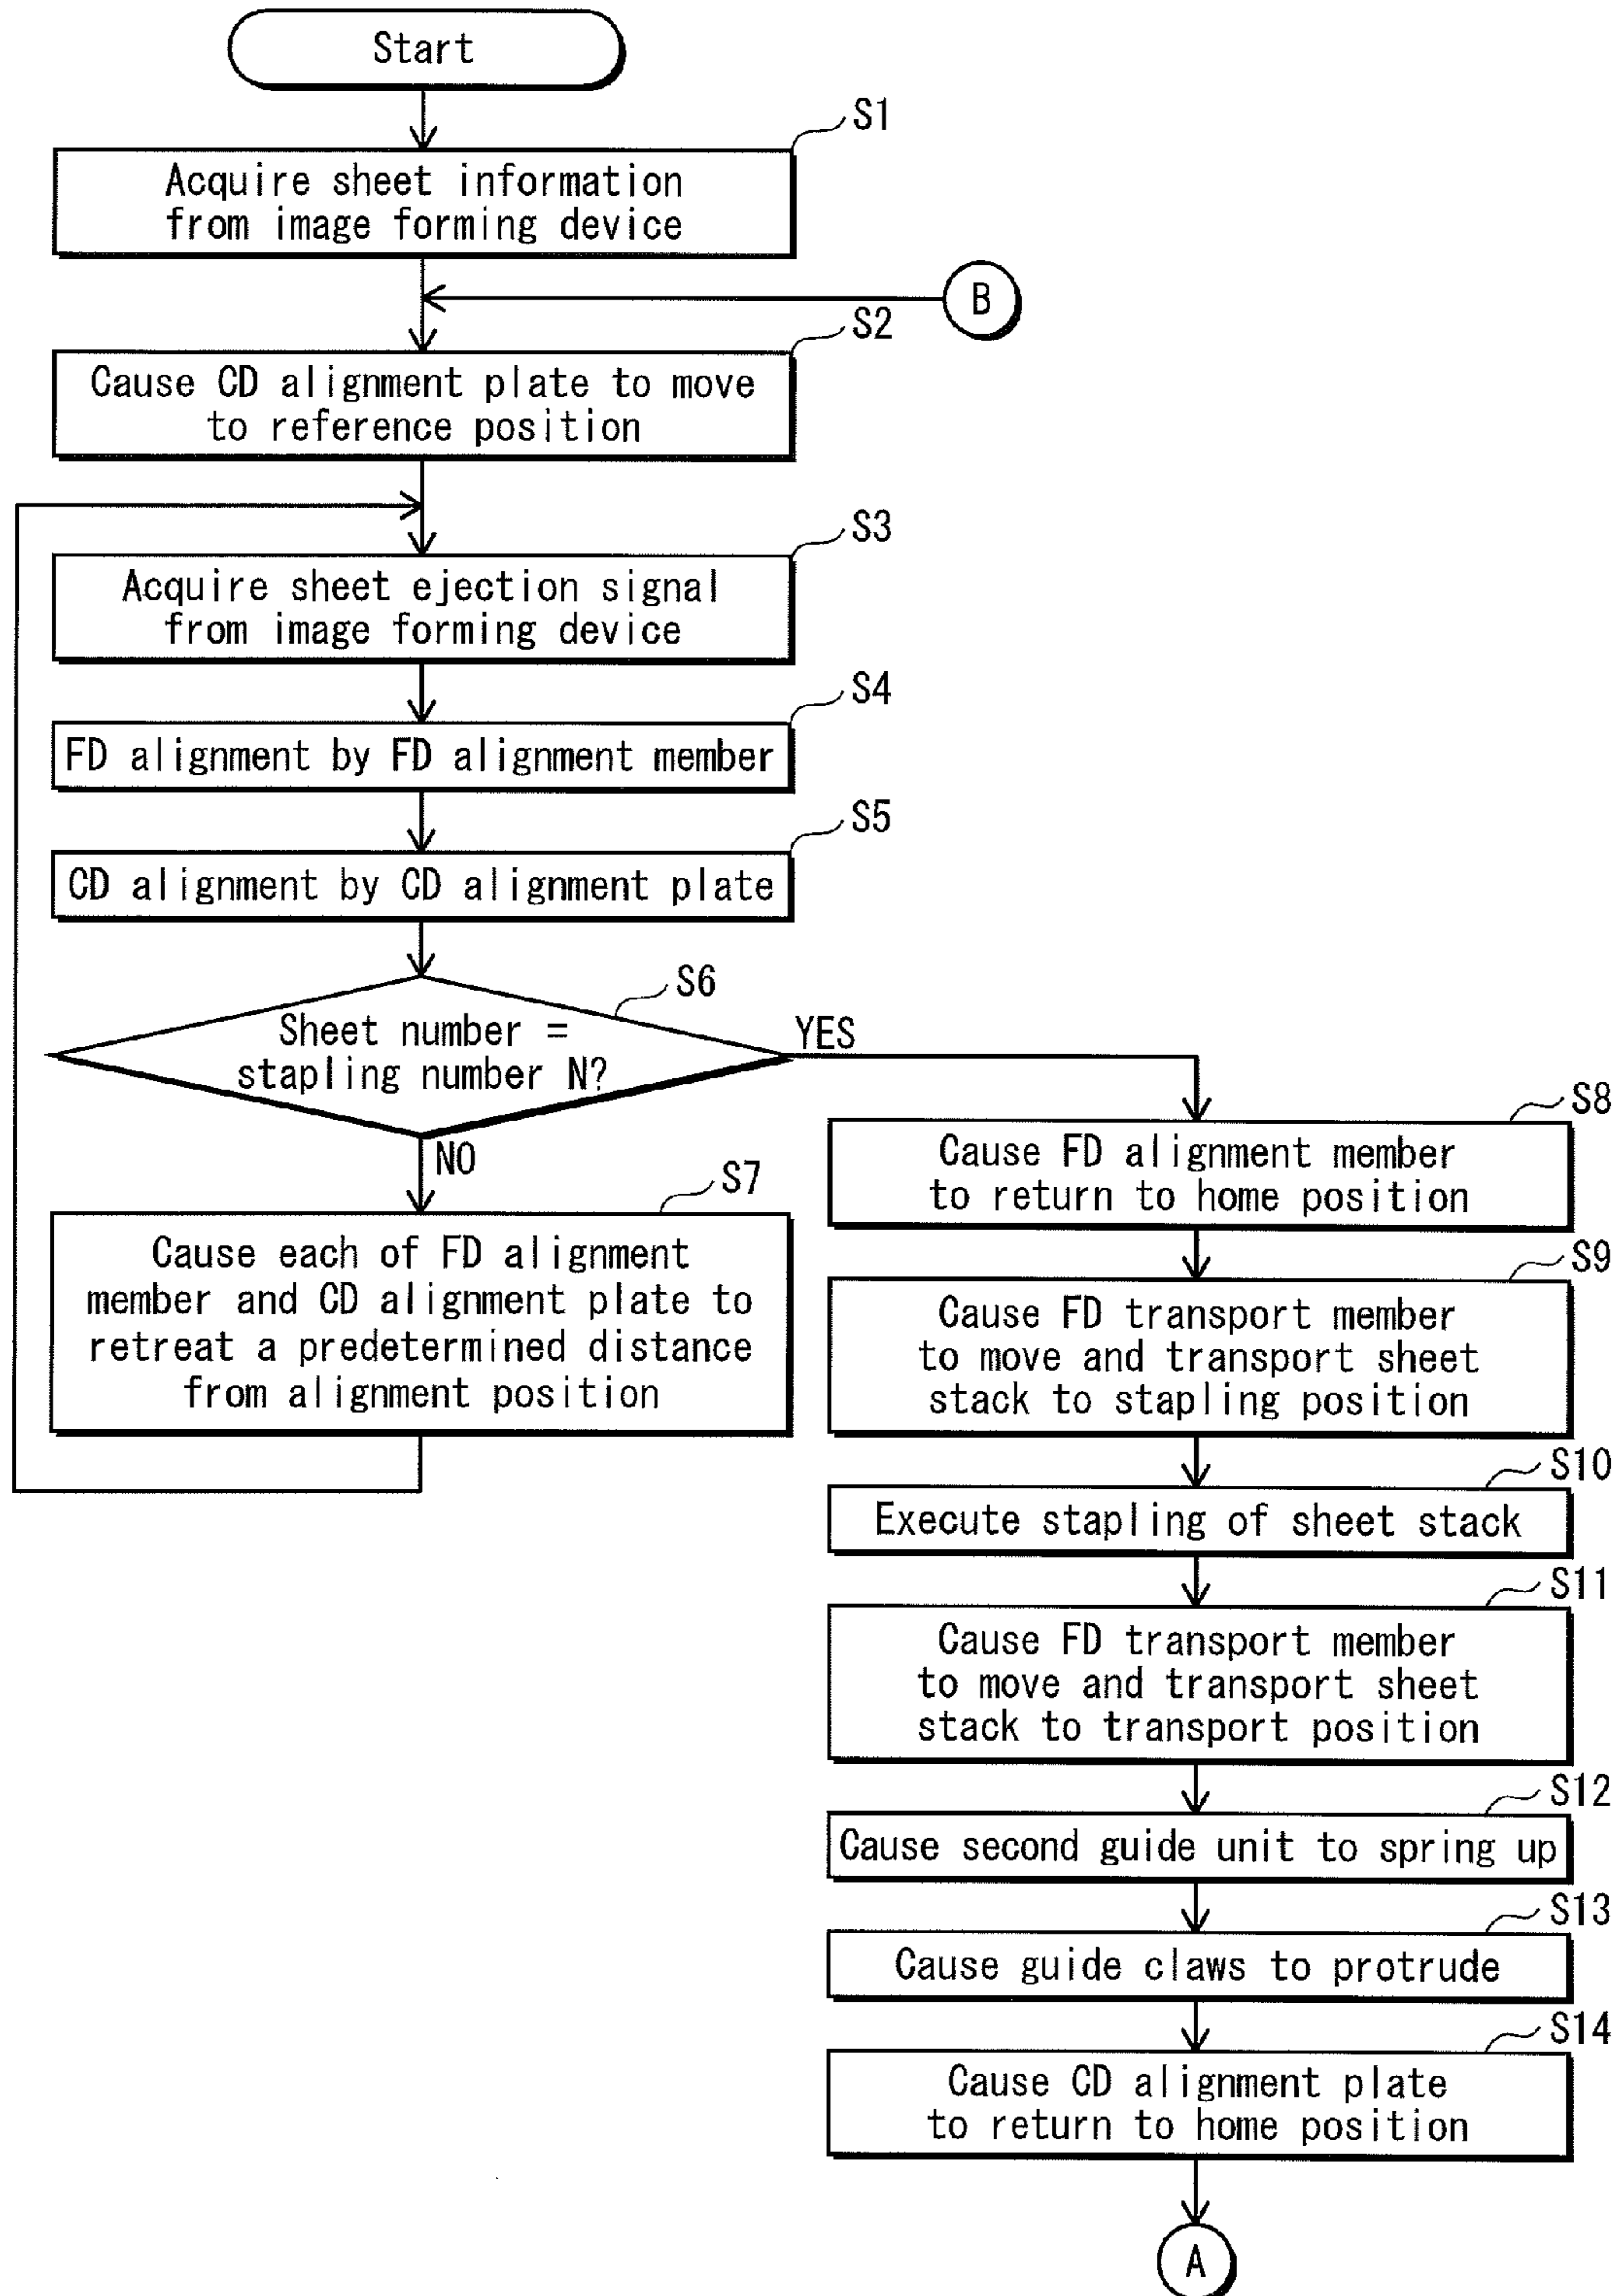 Start
S1
Acquire sheet information
from image forming device
B
S2
Cause CD alignment plate to move
to reference position
S3
Acquire sheet ejection signal
from image forming device
S4
FD alignment by FD alignment member
S5
CD alignment by CD alignment plate
S6
Sheet number =
stapling number N?
YES
NO
S7
Cause each of FD alignment
member and CD alignment plate to
retreat a predetermined distance
from alignment position
S8
Cause FD alignment member
to return to home position
S9
Cause FD transport member
to move and transport sheet
stack to stapling position
S10
Execute stapling of sheet stack
S11
Cause FD transport member
to move and transport sheet
stack to transport position
S12
Cause second guide unit to spring up
S13
Cause guide claws to protrude
S14
Cause CD alignment plate
to return to home position
A